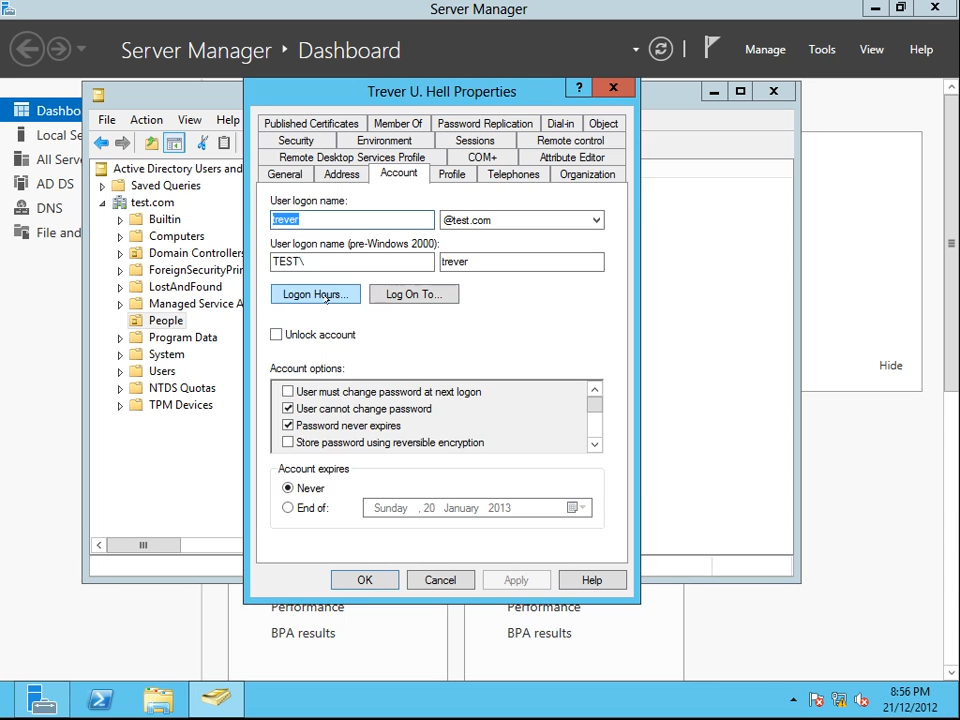 Server Manager
Server Manager • Dashboard
Manage Tools View Help
Dashbo
Local Se
All Serve
AD DS
DNS
File and
File Action View Help
Active Directory Users and
Saved Queries
test.com
Builtin
Computers
Domain Controllers
ForeignSecurityPrin
LostAndFound
Managed Service A
People
Program Data
System
Users
NTDS Quotas
TPM Devices
Trever U. Hell Properties
?
Published Certificates Member Of Password Replication Dial-in Object
Security Environment Sessions Remote control
Remote Desktop Services Profile COM+ Attribute Editor
General Address Account Profile Telephones Organization
User logon name:
trever @test.com
User logon name (pre-Windows 2000):
TEST\ trever
Logon Hours... Log On To...
Unlock account
Account options:
User must change password at next logon
User cannot change password
Password never expires
Store password using reversible encryption
Account expires
Never
End of: Sunday , 20 January 2013
OK Cancel Apply Help
Hide
Performance
BPA results
Performance
BPA results
8:56 PM
21/12/2012